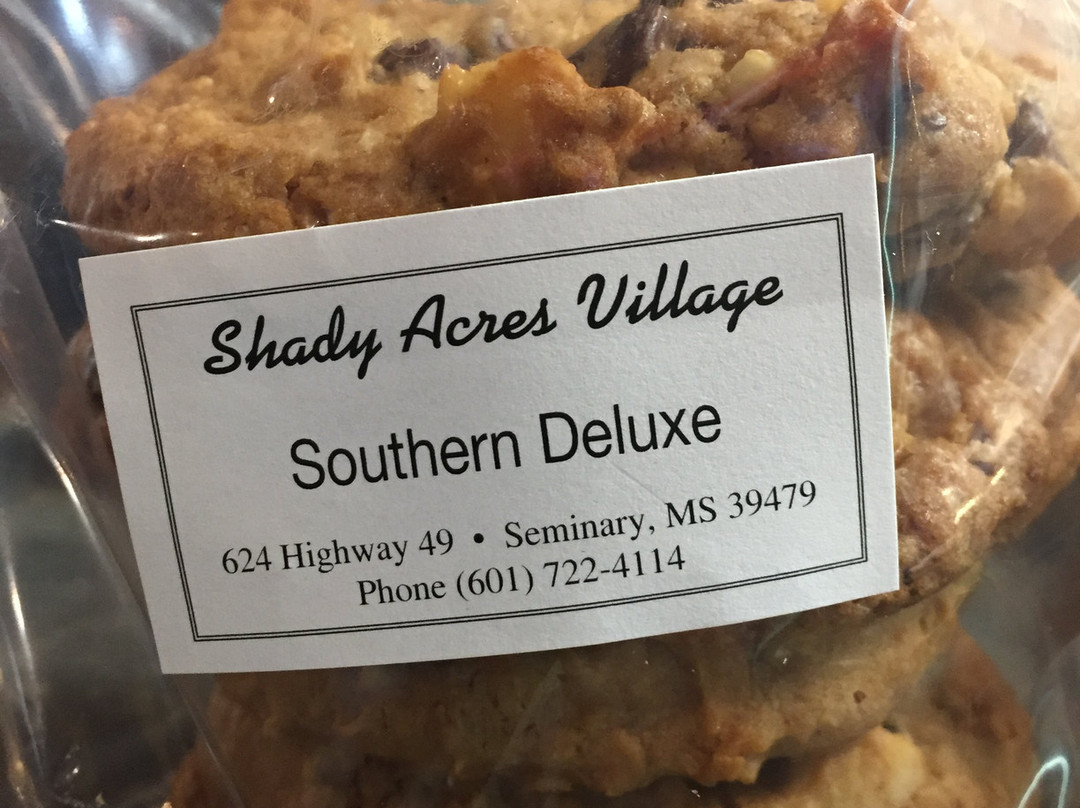 Shady Acres Village
Southern Deluxe
624 Highway 49 • Seminary, MS 39479
Phone (601) 722-4114